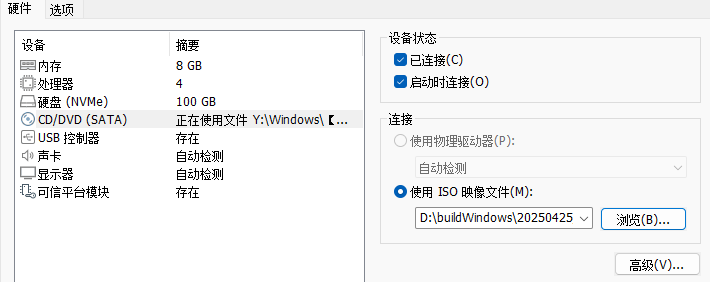 硬件 选项
设备 摘要
内存 8 GB
处理器 4
硬盘 (NVMe) 100 GB
CD/DVD (SATA) 正在使用文件 Y:\Windows\【...
USB 控制器 存在
声卡 自动检测
显示器 自动检测
可信平台模块 存在
设备状态
已连接(C)
启动时连接(O)
连接
使用物理驱动器(P):
自动检测
使用 ISO 映像文件(M):
D:\buildWindows\20250425
浏览(B)...
高级(V)...